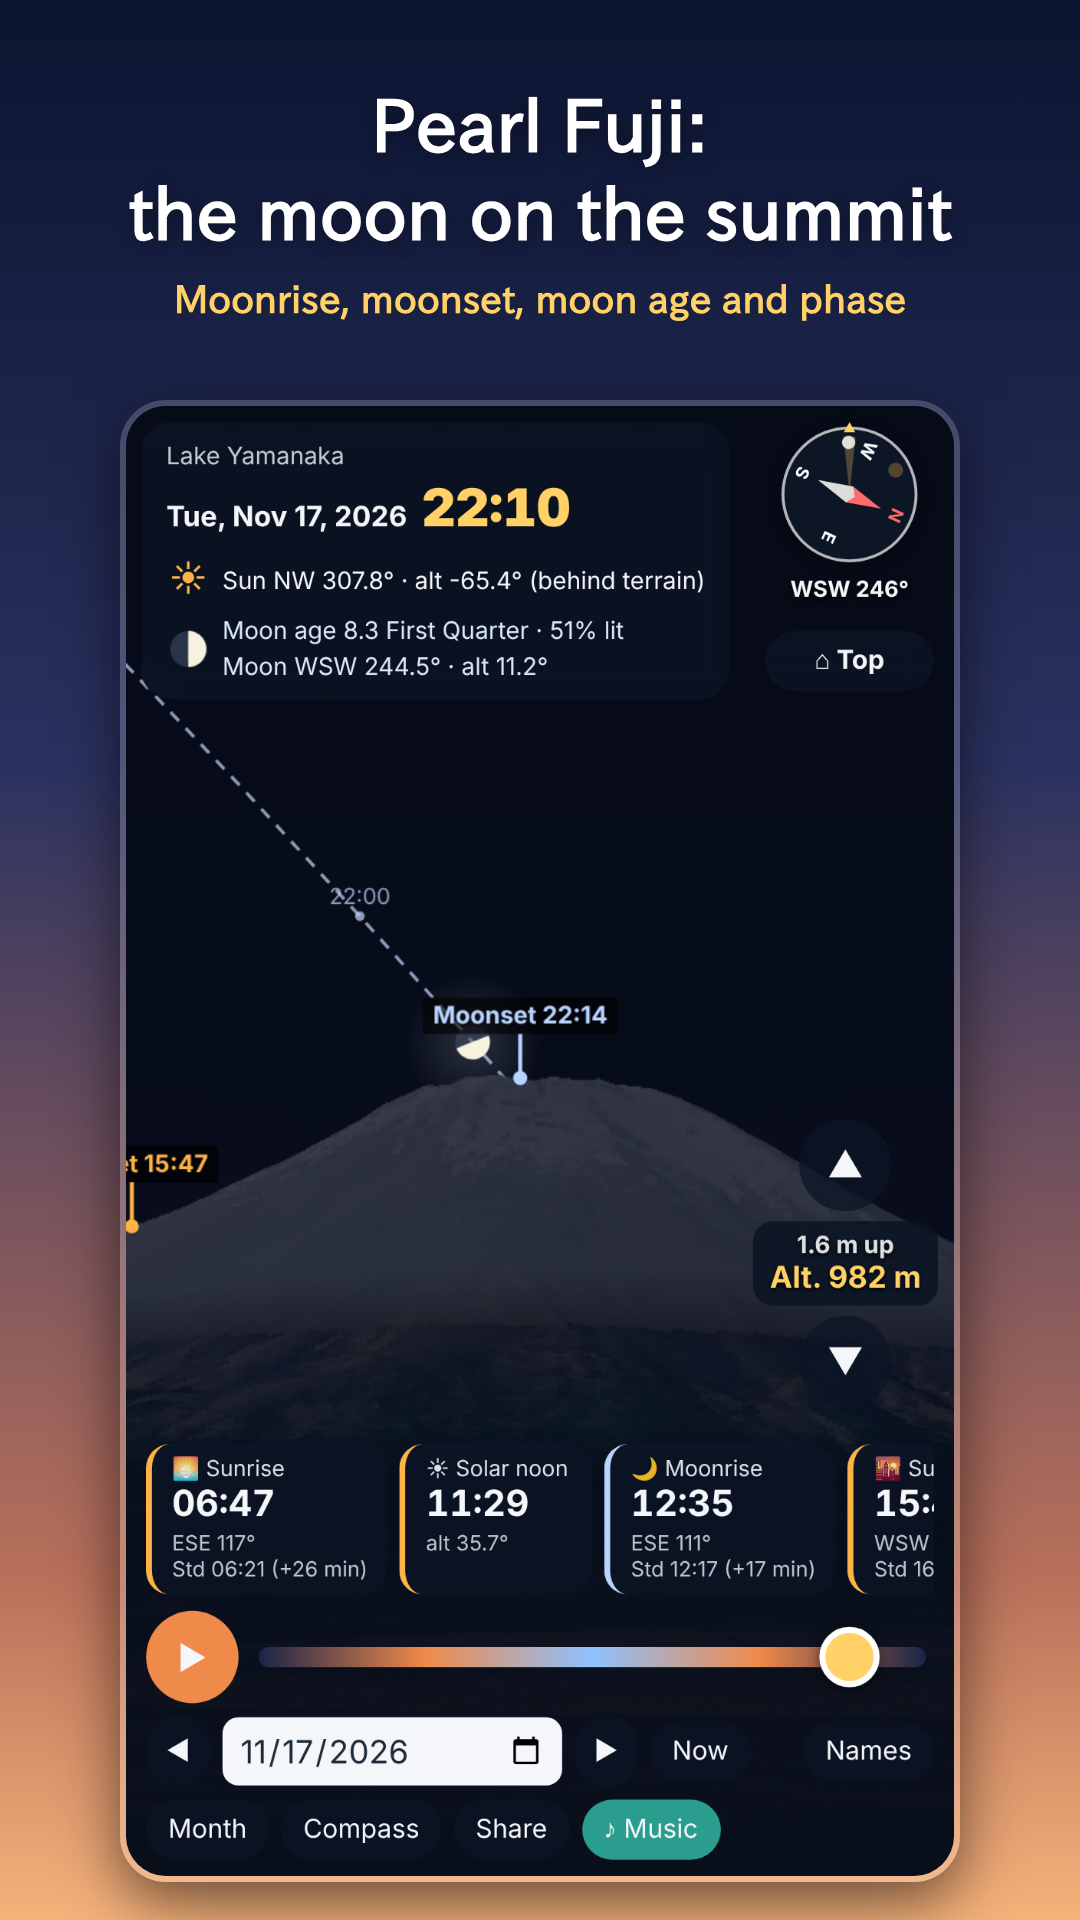 Pearl Fuji:
the moon on the summit
Moonrise, moonset, moon age and phase
Lake Yamanaka
Tue, Nov 17, 2026 22:10
Sun NW 307.8° · alt -65.4° (behind terrain)
Moon age 8.3 First Quarter · 51% lit
Moon WSW 244.5° · alt 11.2°
S
W
N
E
WSW 246°
⌂ Top
22:00
Moonset 22:14
et 15:47
1.6 m up
Alt. 982 m
Sunrise
06:47
ESE 117°
Std 06:21 (+26 min)
Solar noon
11:29
alt 35.7°
Moonrise
12:35
ESE 111°
Std 12:17 (+17 min)
Su
15:
WSW
Std 16
11/17/2026
Now
Names
Month
Compass
Share
♪ Music